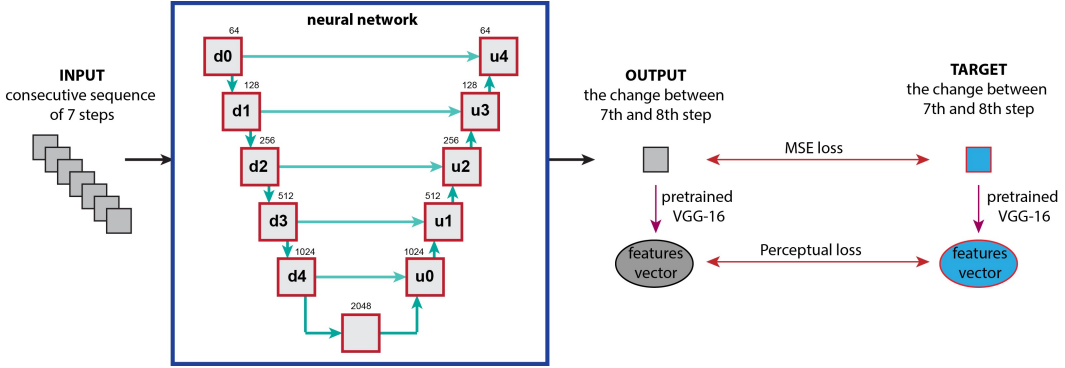 neural network
INPUT
consecutive sequence
of 7 steps
64
d0
64
u4
128
d1
128
u3
256
d2
256
u2
512
d3
512
u1
1024
d4
1024
u0
2048
OUTPUT
the change between
7th and 8th step
TARGET
the change between
7th and 8th step
MSE loss
pretrained
VGG-16
pretrained
VGG-16
features
vector
Perceptual loss
features
vector